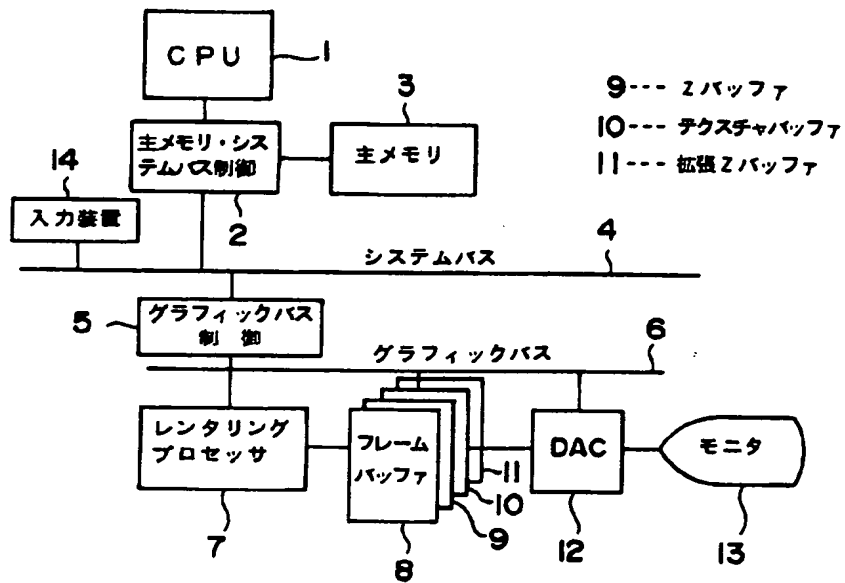 CPU
1
3
9--- Zバッファ
主メモリ・シス
テムバス制御
主メモリ
10--- テクスチャバッファ
14
11--- 拡張Zバッファ
入力装置
2
4
システムバス
5
グラフィックバス
制御
グラフィックバス
6
レンタリング
プロセッサ
フレーム
バッファ
DAC
モニタ
11
10
9
7
8
12
13